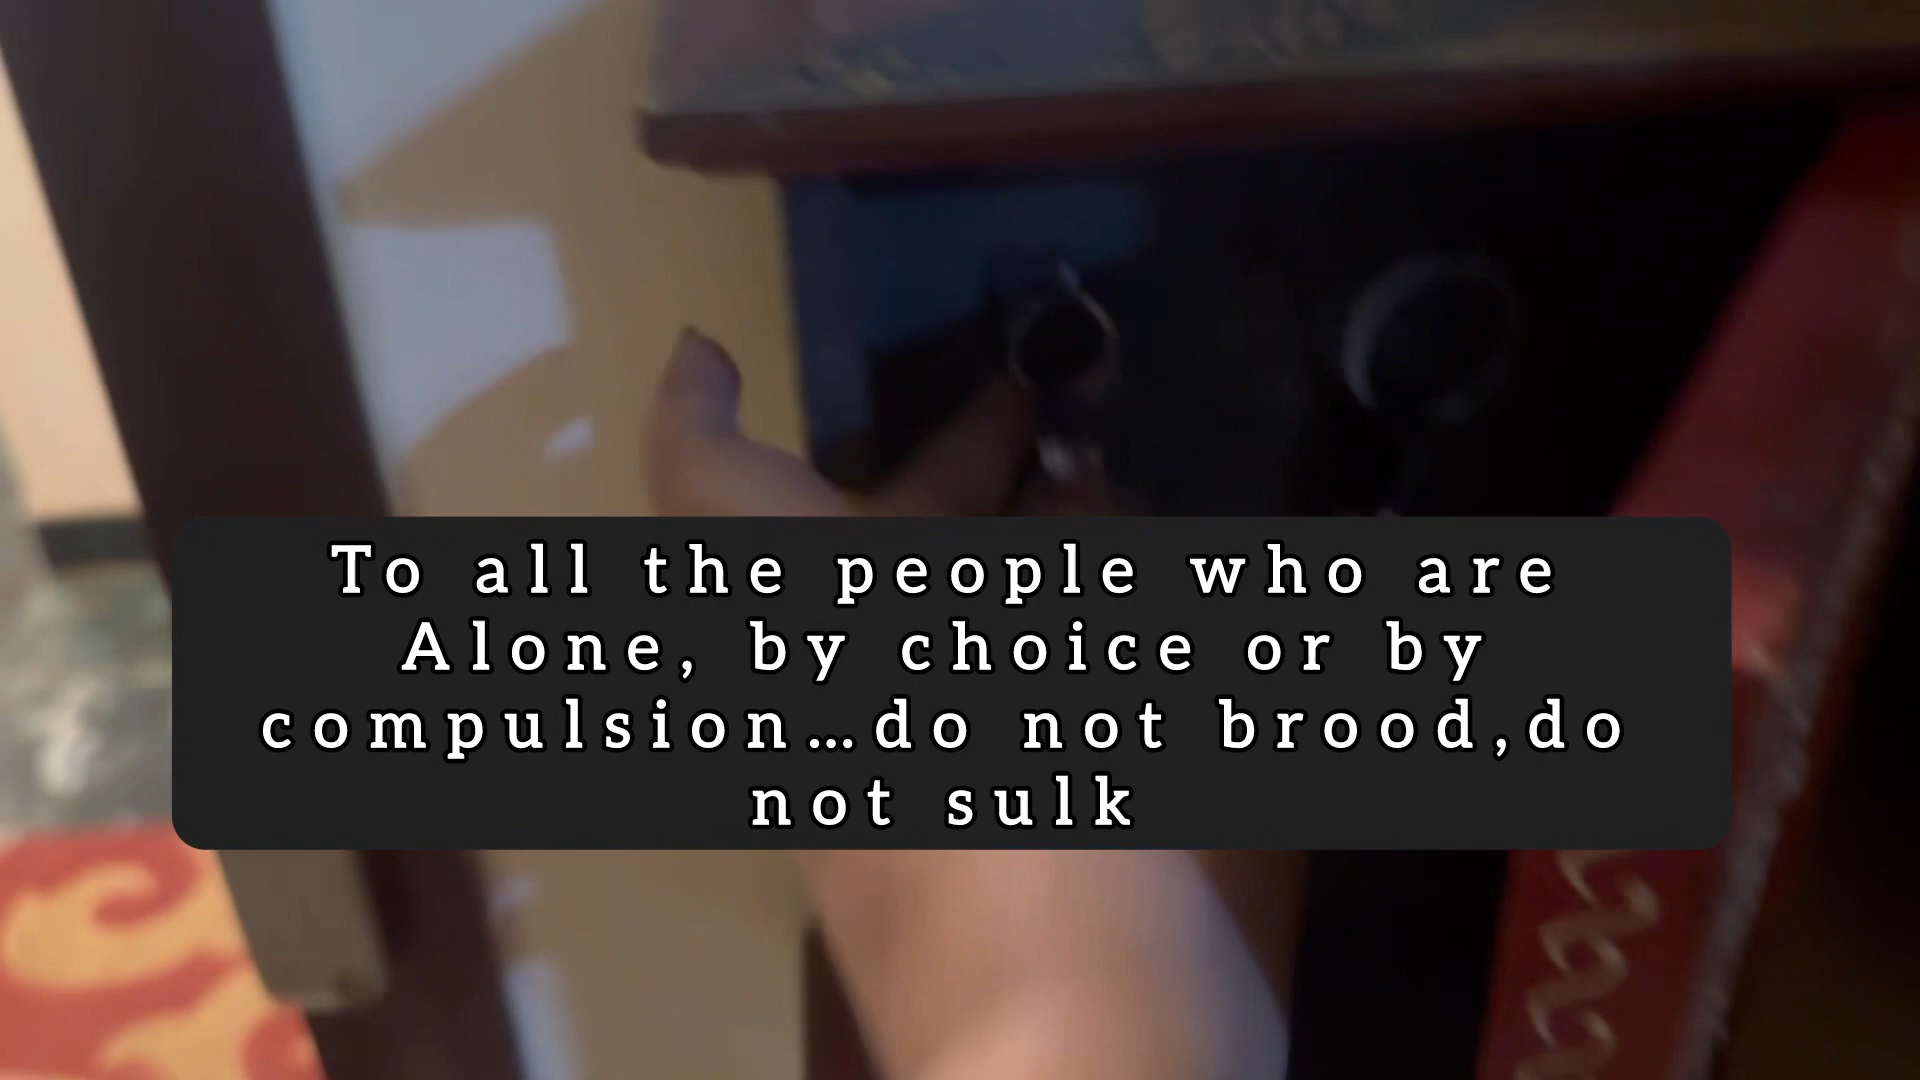 To all the people who are
Alone, by choice or by
compulsion...do not brood,do
not sulk